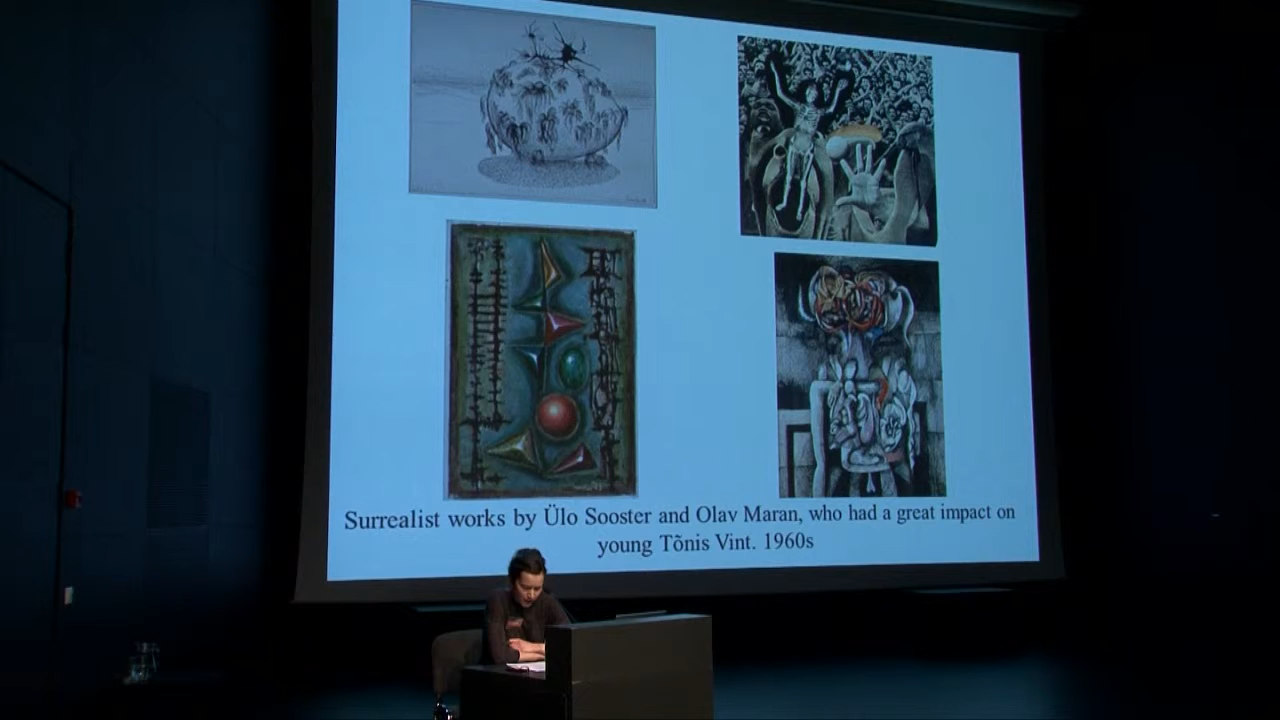 Surrealist works by Ülo Sooster and Olav Maran, who had a great impact on
young Tõnis Vint. 1960s